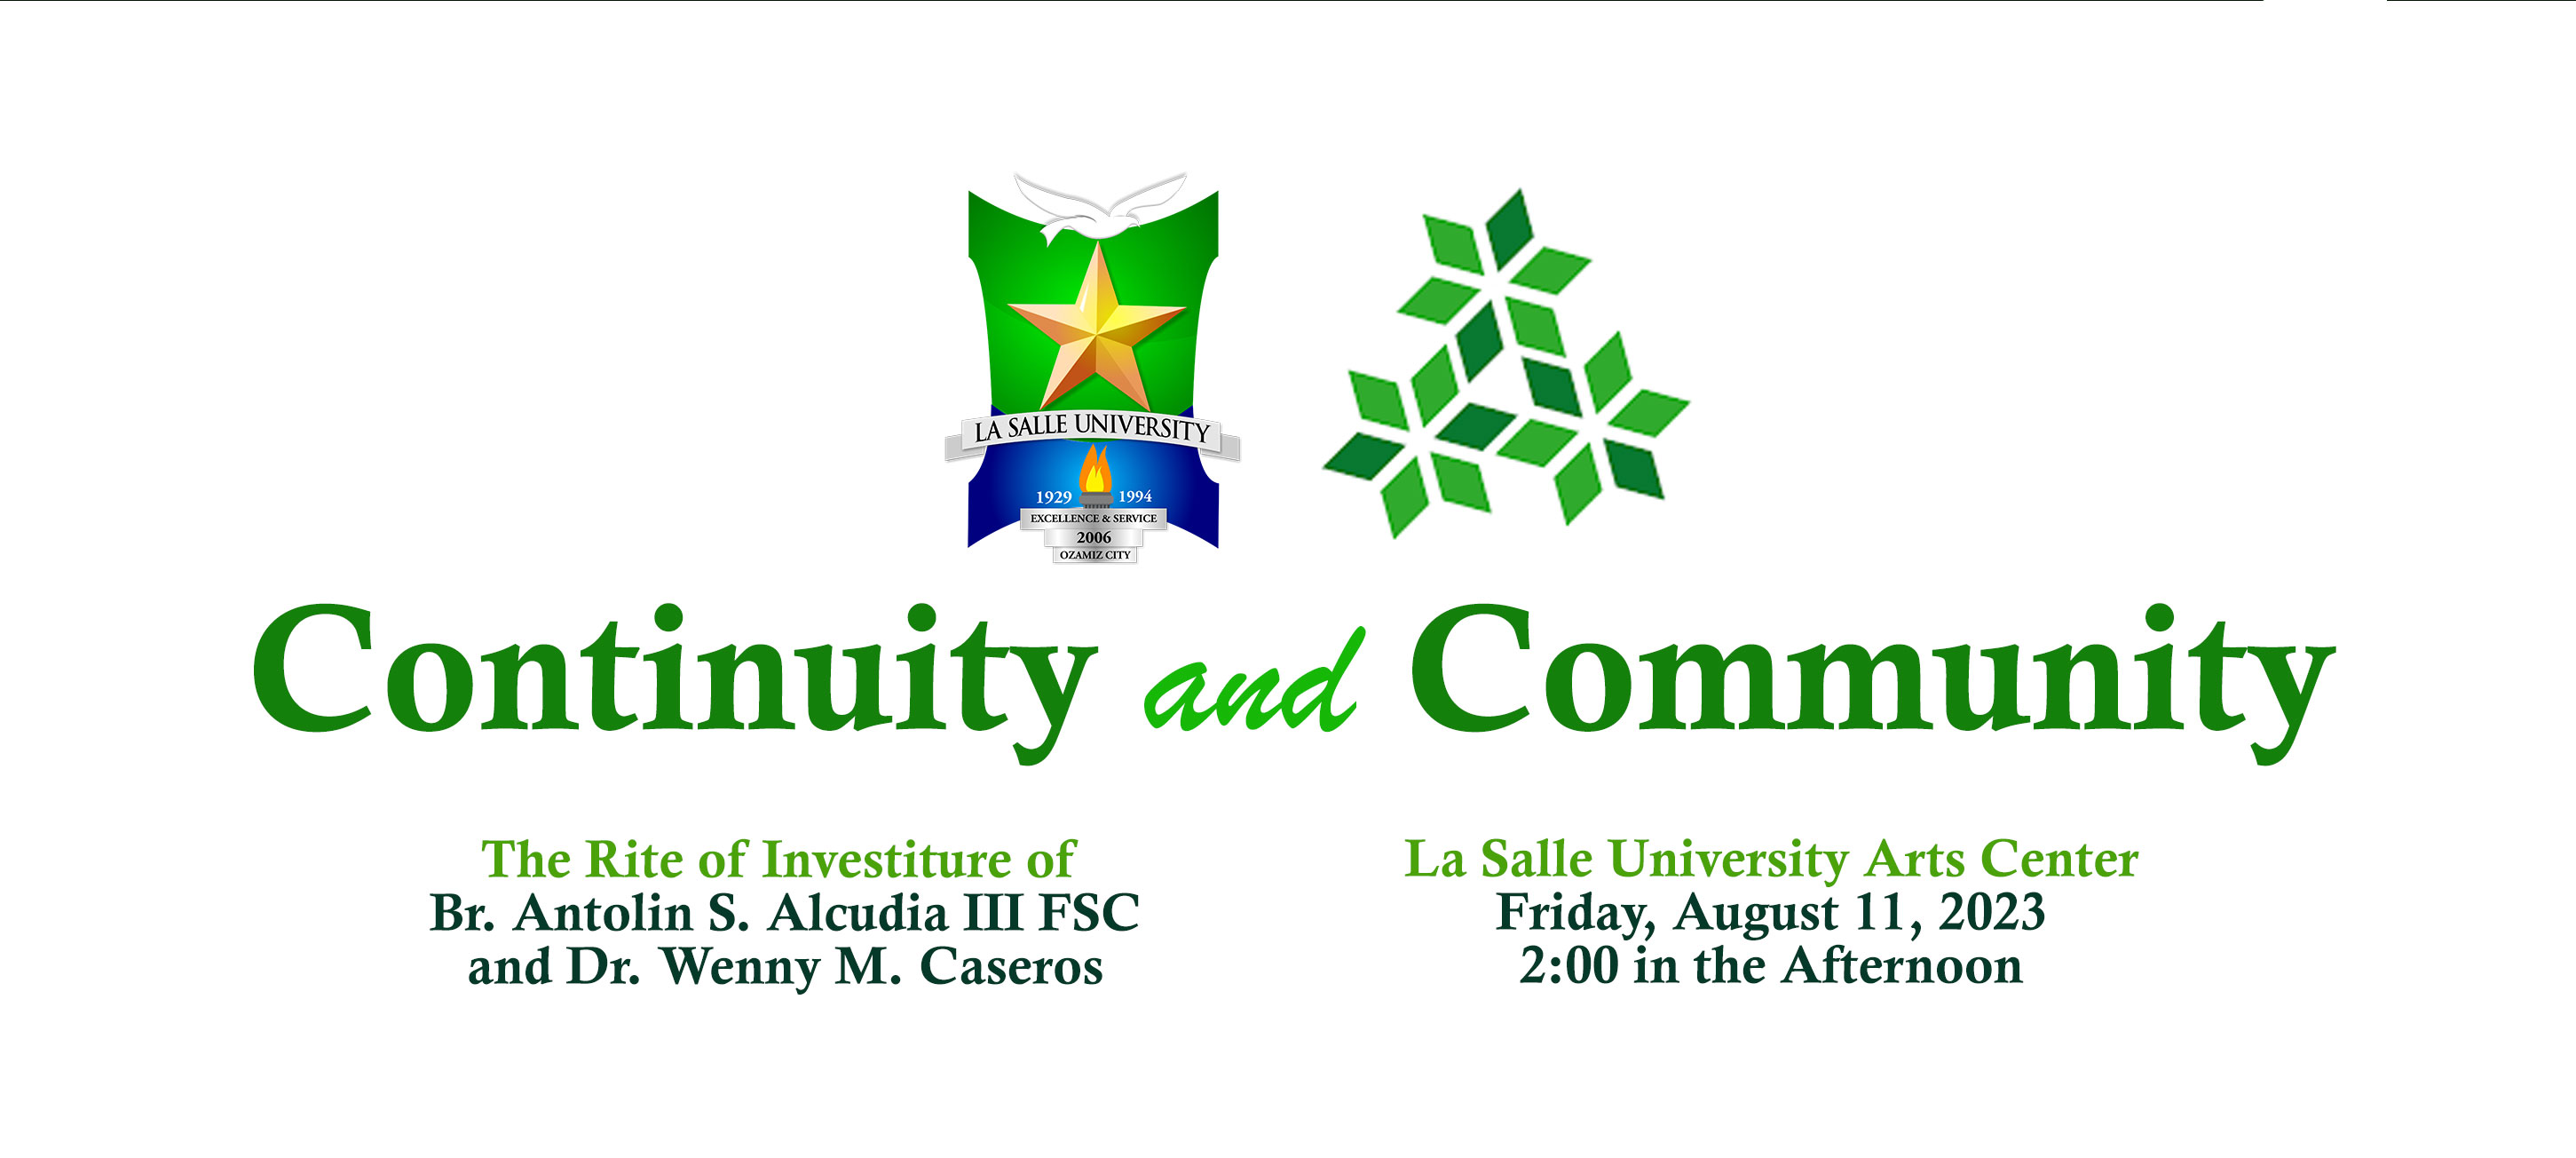 LA SALLE UNIVERSITY
1929 1994
EXCELLENCE & SERVICE
2006
OZAMIZ CITY
Continuity and Community
The Rite of Investiture of
Br. Antolin S. Alcudia III FSC
and Dr. Wenny M. Caseros
La Salle University Arts Center
Friday, August 11, 2023
2:00 in the Afternoon